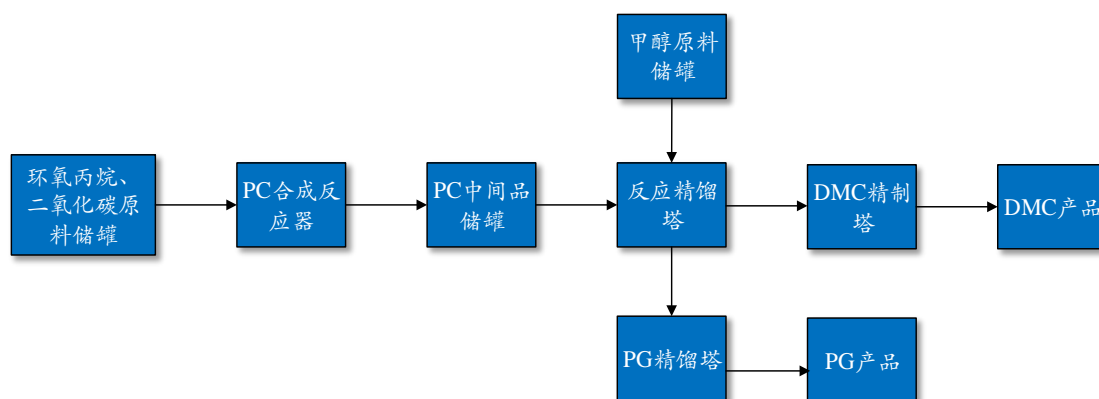 甲醇原料
储罐
环氧丙烷、
二氧化碳原
料储罐
PC合成反
应器
PC中间品
储罐
反应精馏
塔
DMC精制
塔
DMC产品
PG精馏塔
PG产品